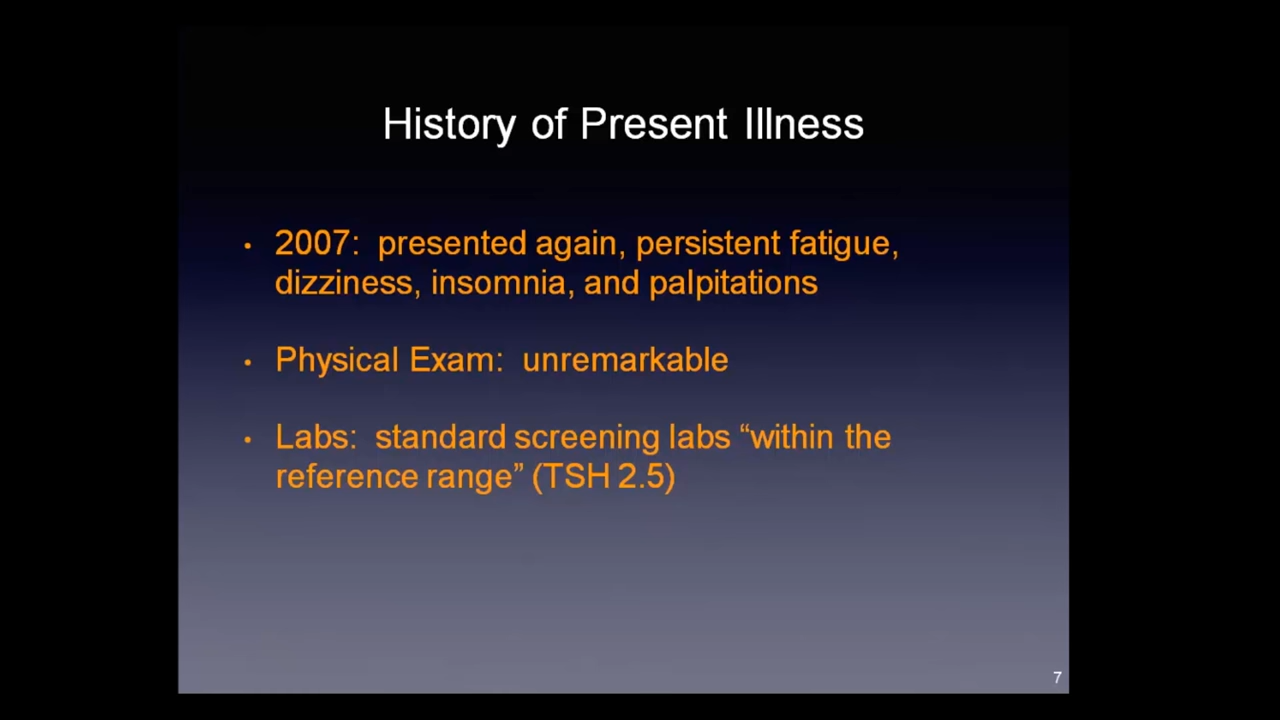 History of Present Illness
• 2007:  presented again, persistent fatigue,
dizziness, insomnia, and palpitations
• Physical Exam:  unremarkable
• Labs:  standard screening labs “within the
reference range” (TSH 2.5)
7